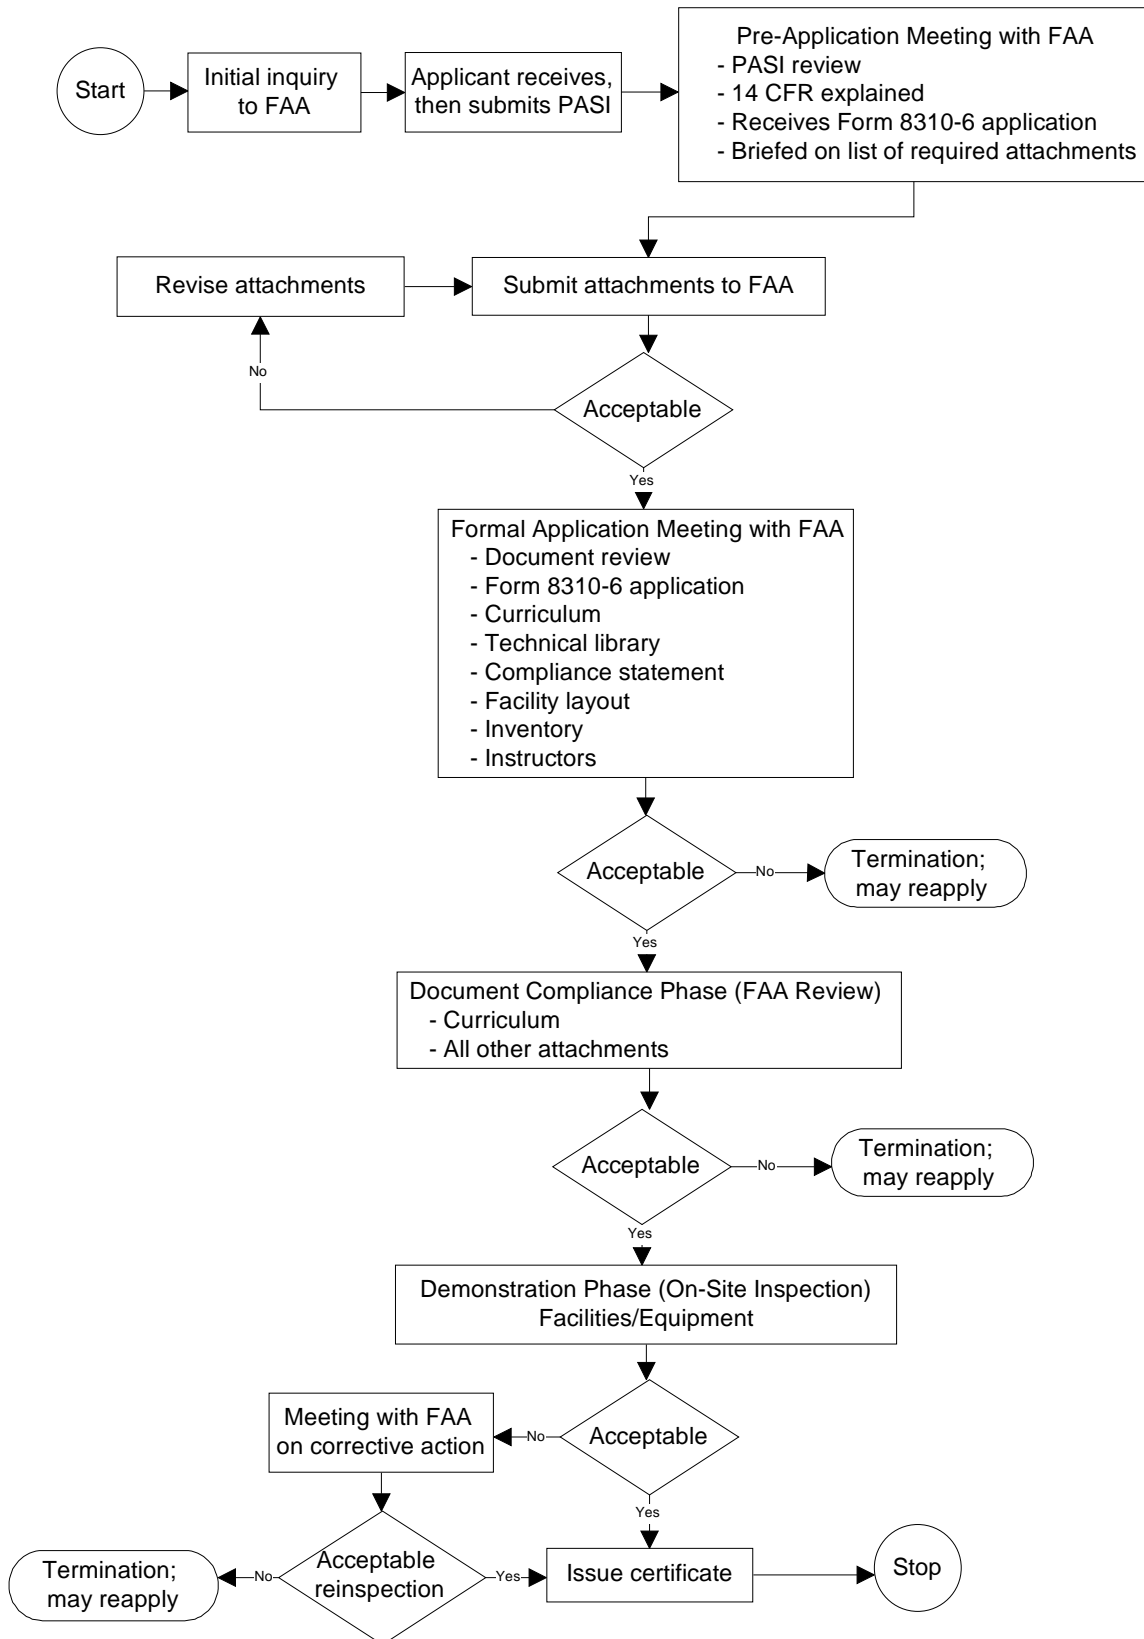 Start
Initial inquiry
to FAA
Applicant receives,
then submits PASI
Pre-Application Meeting with FAA
- PASI review
- 14 CFR explained
- Receives Form 8310-6 application
- Briefed on list of required attachments
Revise attachments
Submit attachments to FAA
No
Acceptable
Yes
Formal Application Meeting with FAA
- Document review
- Form 8310-6 application
- Curriculum
- Technical library
- Compliance statement
- Facility layout
- Inventory
- Instructors
Acceptable
No
Termination;
may reapply
Yes
Document Compliance Phase (FAA Review)
- Curriculum
- All other attachments
Acceptable
No
Termination;
may reapply
Yes
Demonstration Phase (On-Site Inspection)
Facilities/Equipment
Meeting with FAA
on corrective action
No
Acceptable
Yes
Termination;
may reapply
No
Acceptable
reinspection
Yes
Issue certificate
Stop